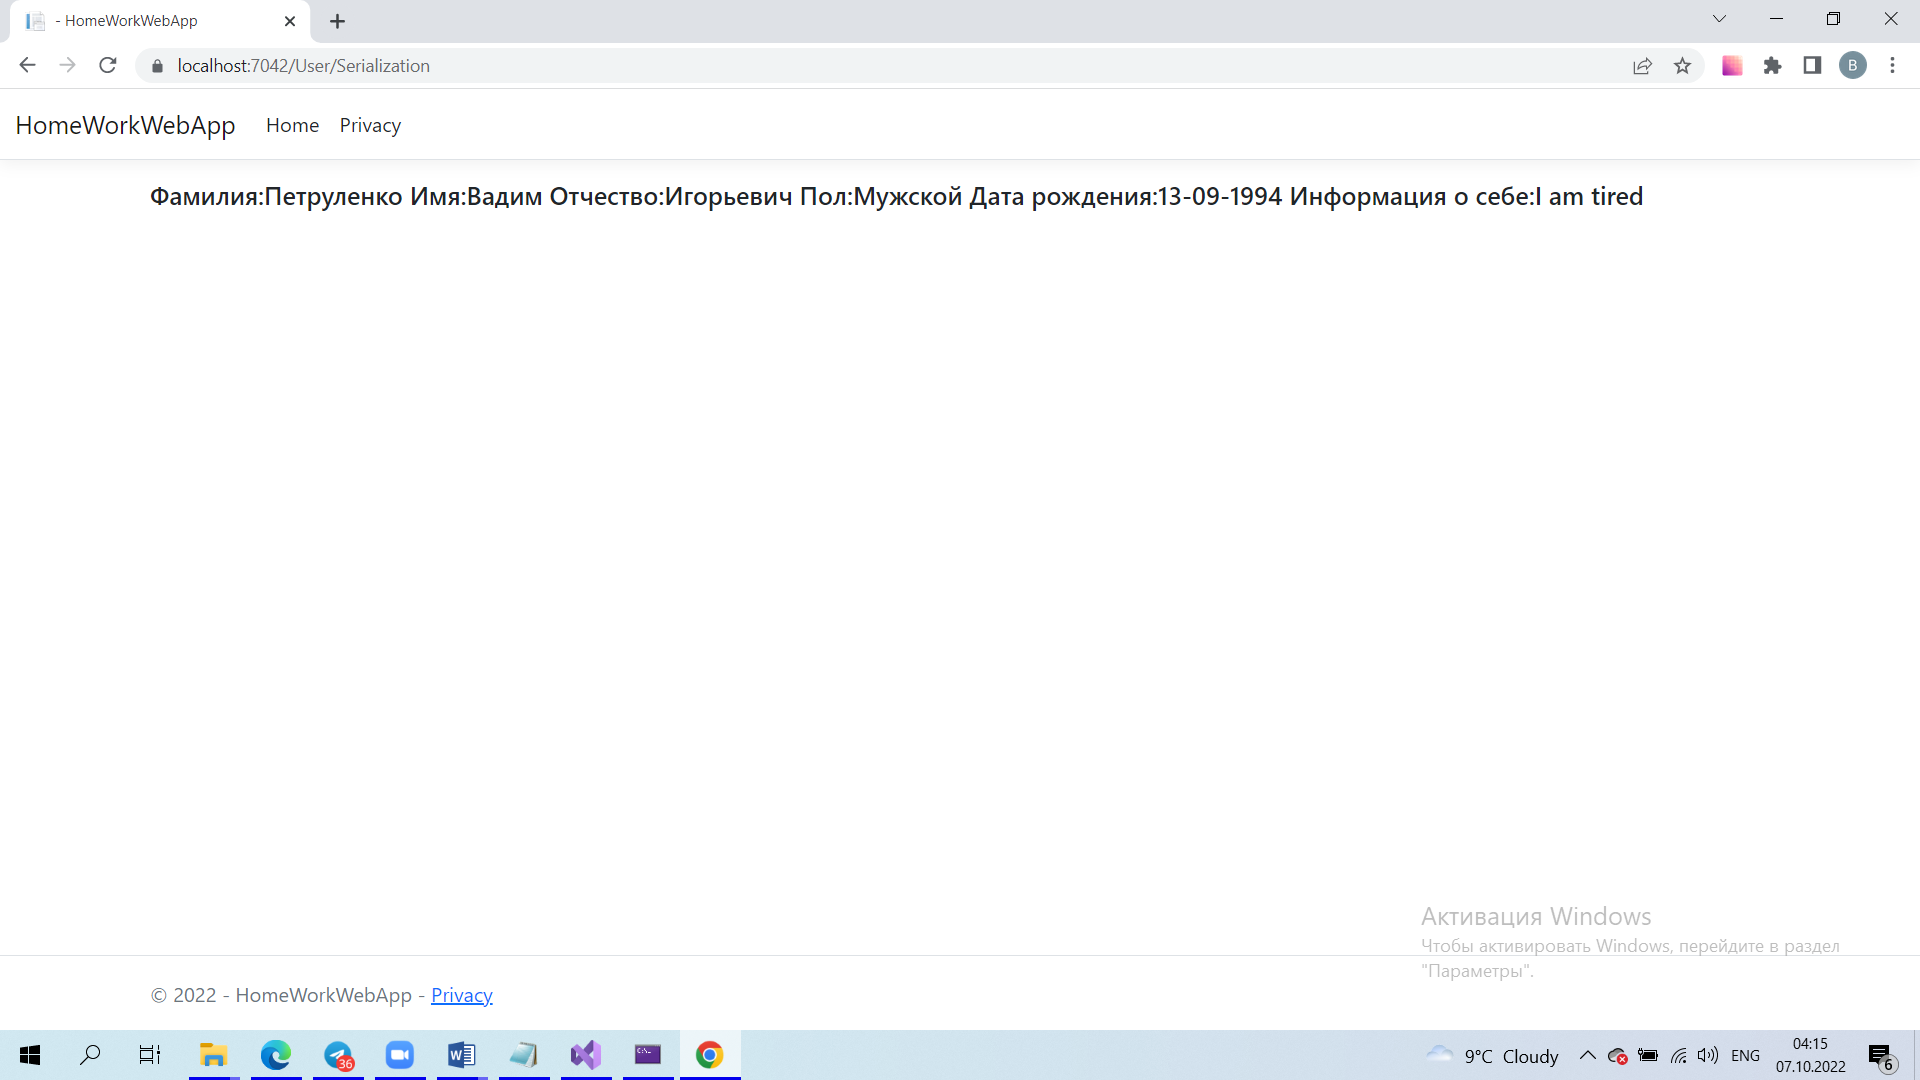 - HomeWorkWebApp
localhost:7042/User/Serialization
B
HomeWorkWebApp Home Privacy
Фамилия:Петруленко Имя:Вадим Отчество:Игорьевич Пол:Мужской Дата рождения:13-09-1994 Информация о себе:I am tired
Активация Windows
Чтобы активировать Windows, перейдите в раздел
"Параметры".
© 2022 - HomeWorkWebApp - Privacy
36
W
C:\
9°C Cloudy
ENG
04:15
07.10.2022
6